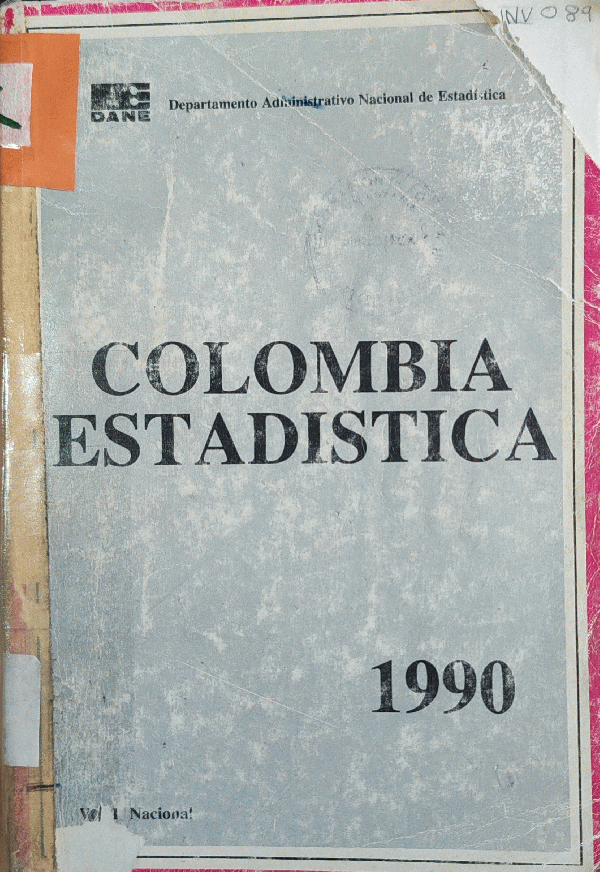 INV 089
DANE
Departamento Administrativo Nacional de Estadística
COLOMBIA
ESTADISTICA
1990
Vol 1 Nacional